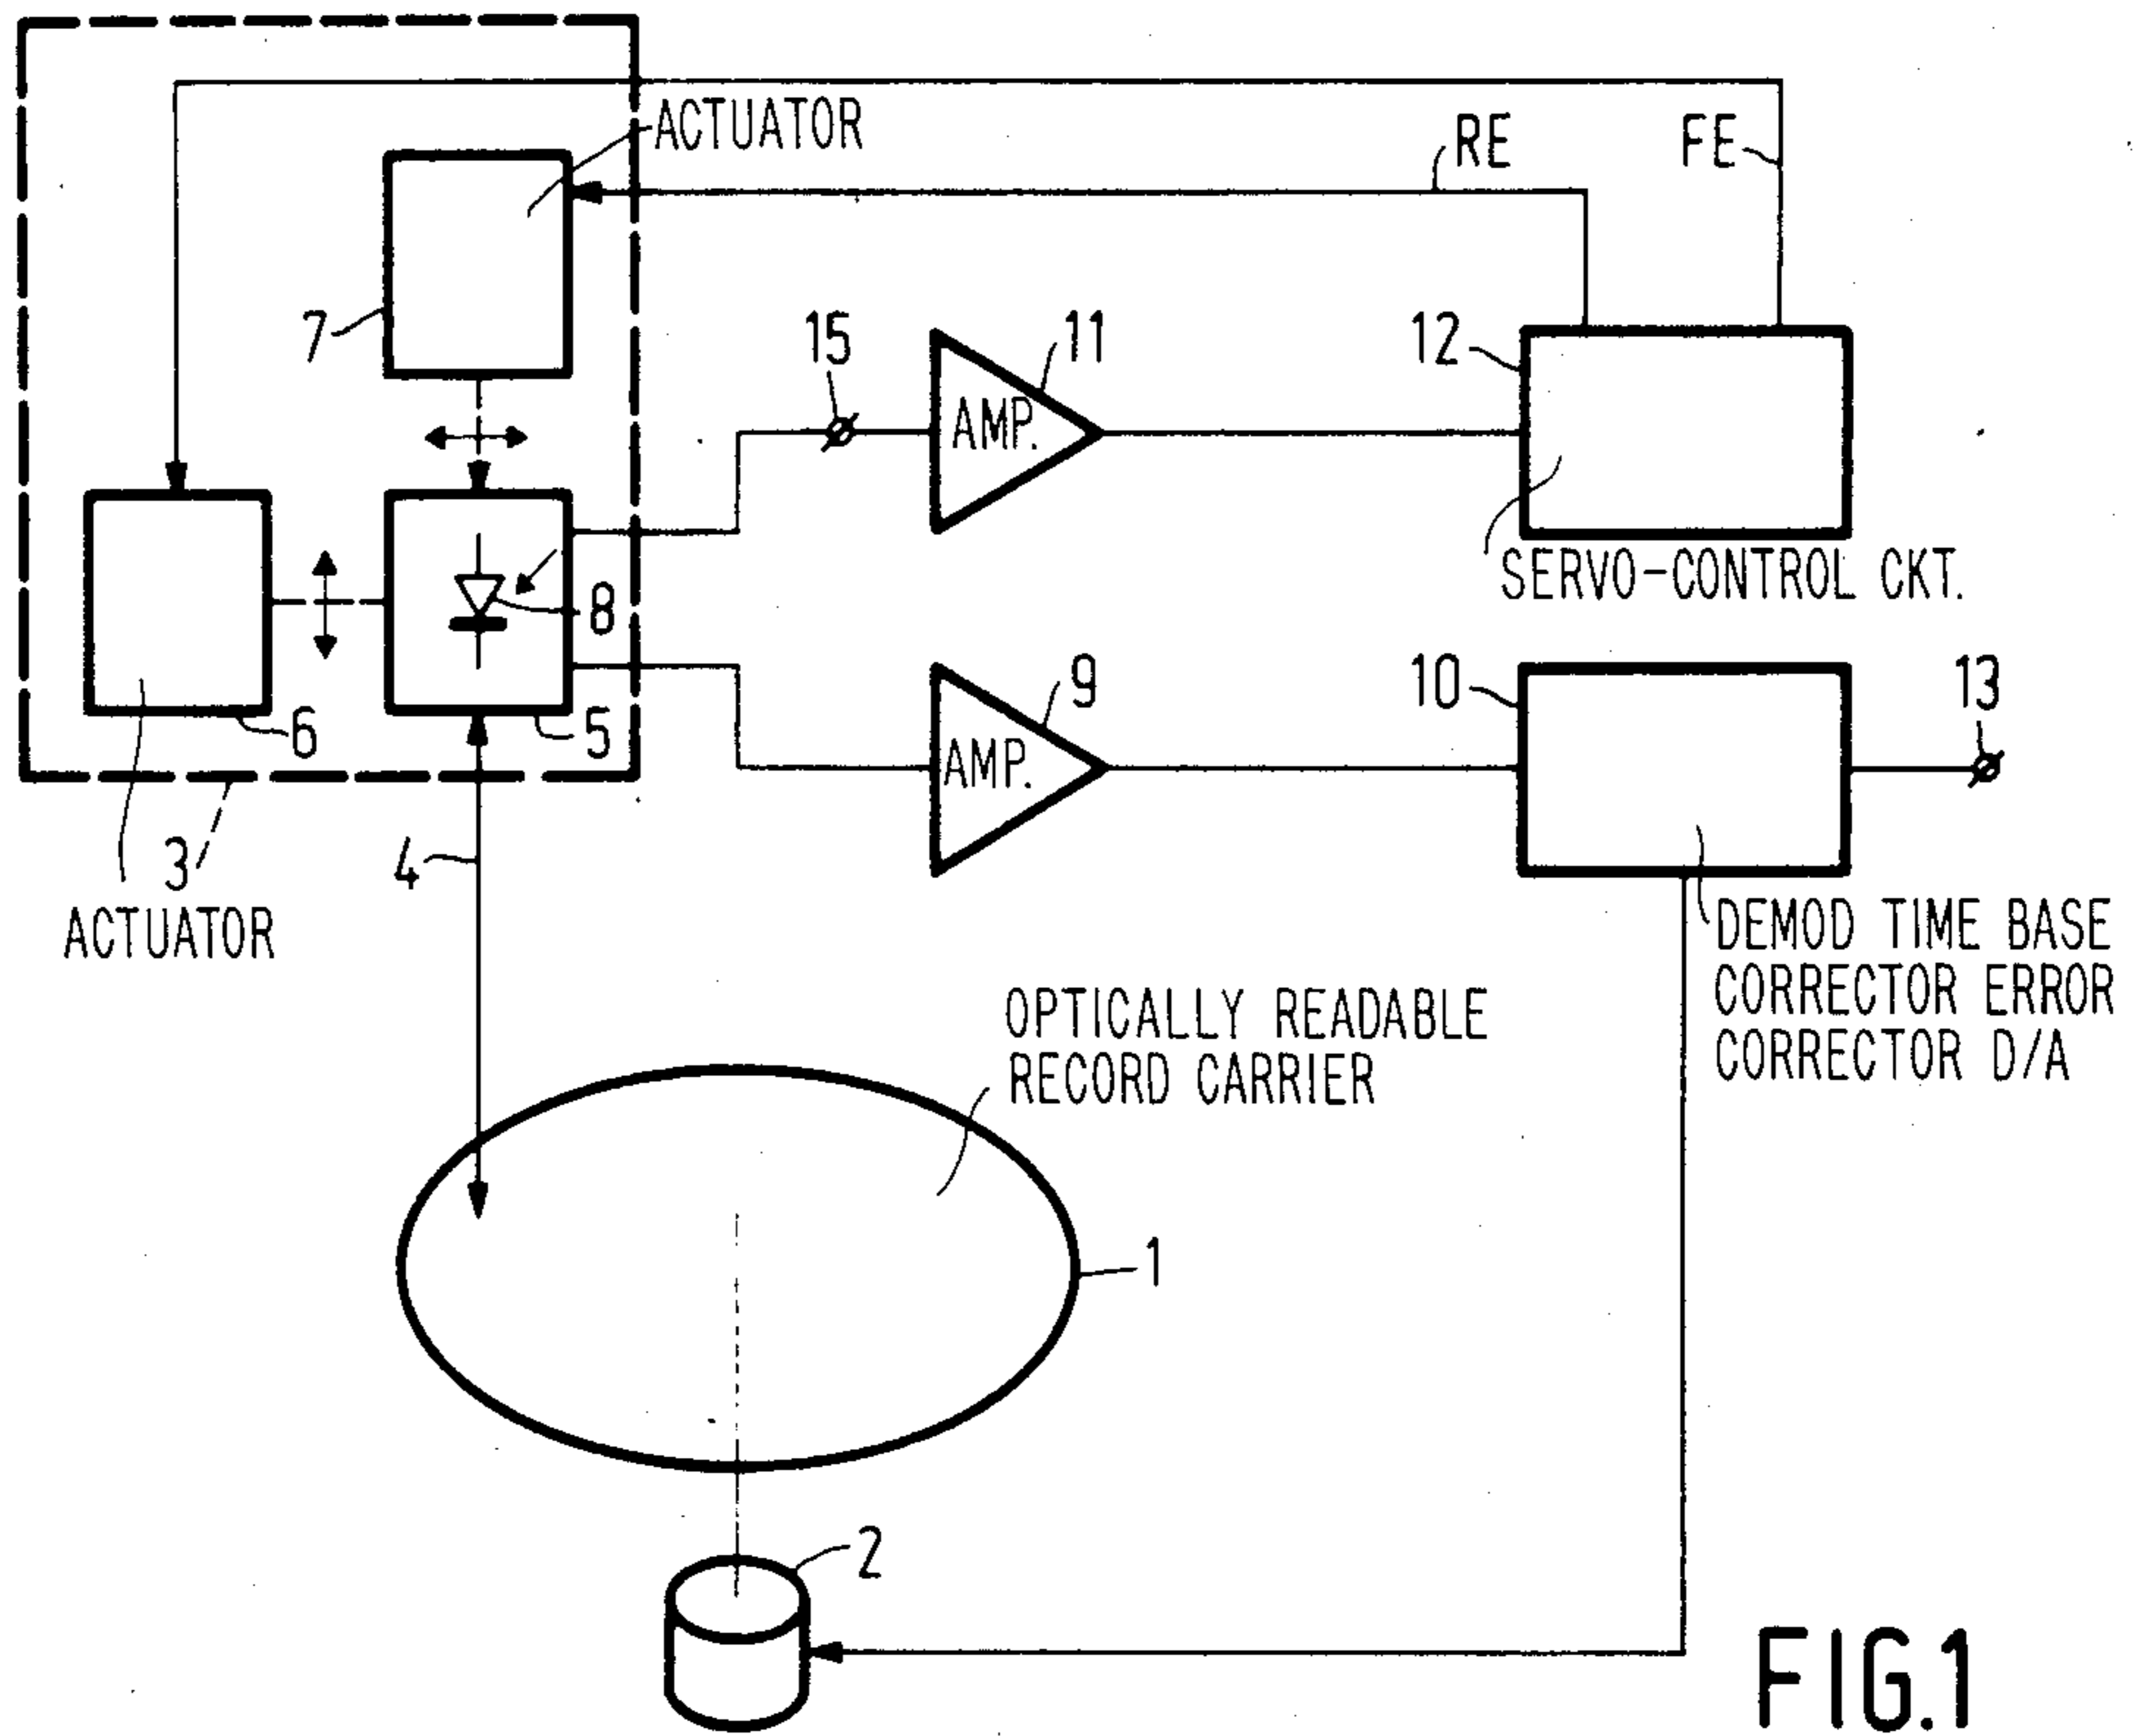 ACTUATOR
RE
FE
7
15
11
12
AMP.
SERVO-CONTROL CKT.
8
6
5
9
10
13
AMP.
3
4
ACTUATOR
DEMOD TIME BASE
CORRECTOR ERROR
CORRECTOR D/A
OPTICALLY READABLE
RECORD CARRIER
1
2
FIG.1